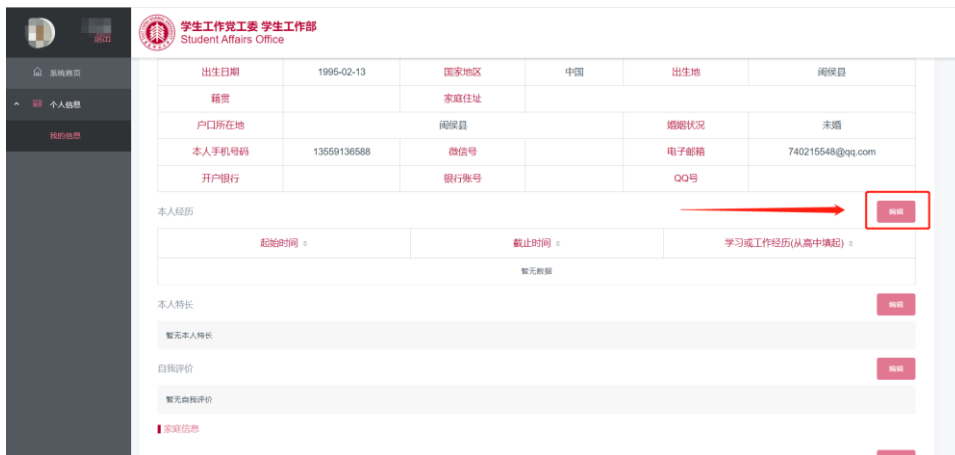 退出
学生工作党工委 学生工作部
Student Affairs Office
系统首页
个人信息
我的信息
出生日期 1995-02-13 国家地区 中国 出生地 闽侯县
籍贯 家庭住址
户口所在地 闽侯县 婚姻状况 未婚
本人手机号码 13559136588 微信号 电子邮箱 740215548@qq.com
开户银行 银行账号 QQ号
本人经历 编辑
起始时间 截止时间 学习或工作经历(从高中填起)
暂无数据
本人特长 编辑
暂无本人特长
自我评价 编辑
暂无自我评价
家庭信息